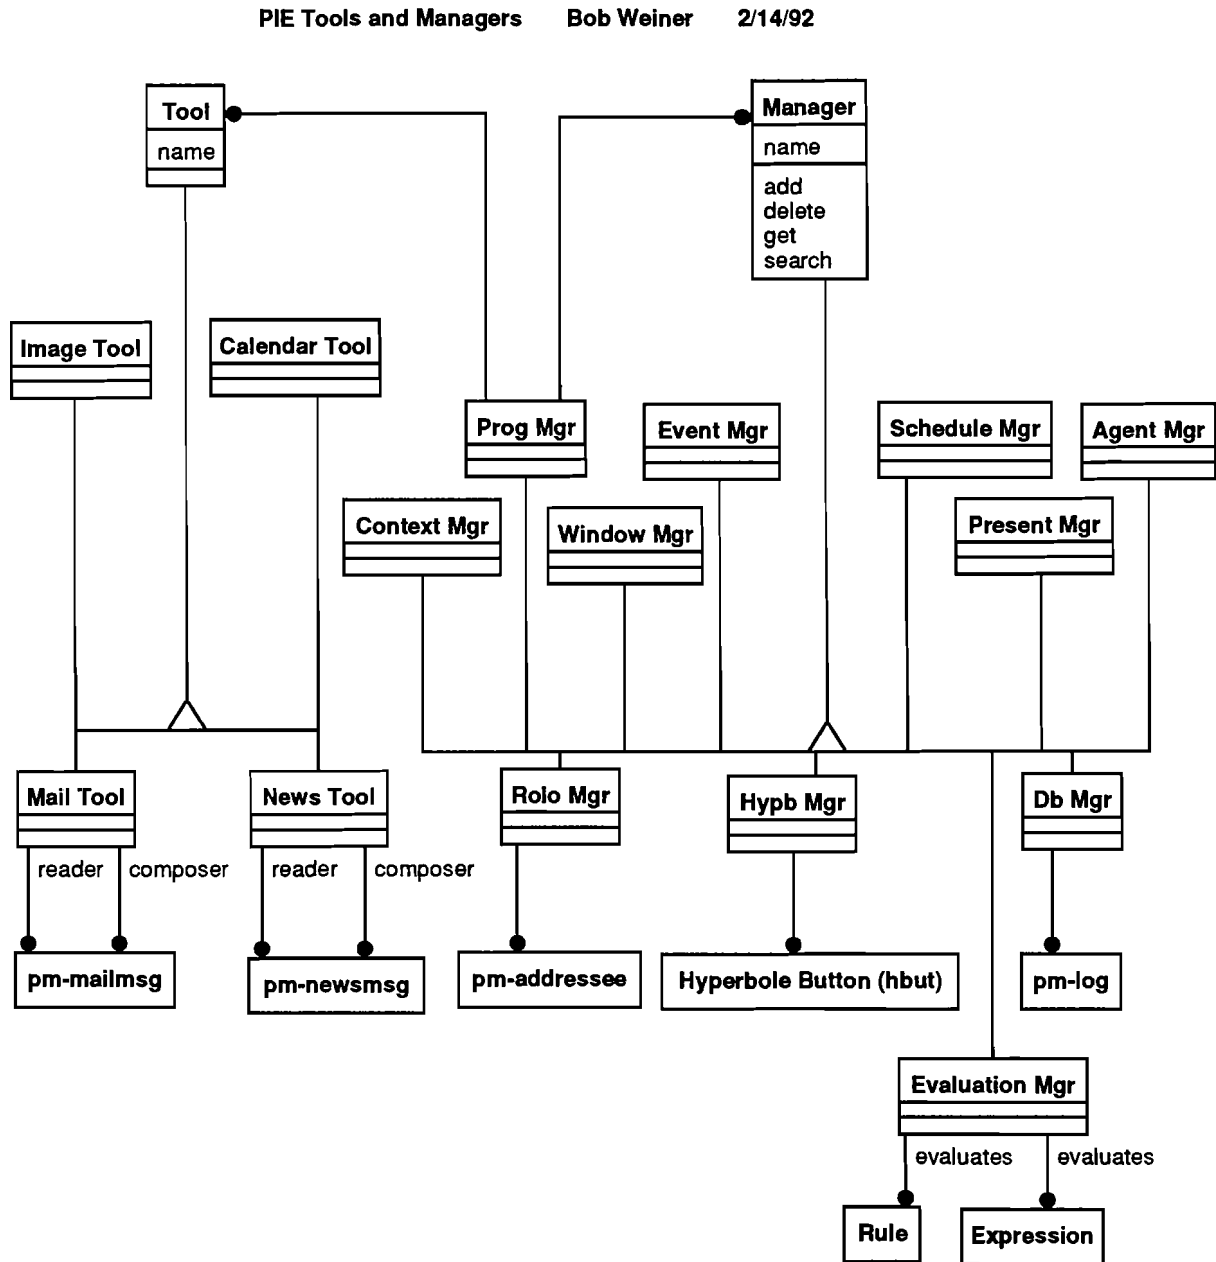 PIE Tools and Managers Bob Weiner 2/14/92
Tool
name
Manager
name
add
delete
get
search
Image Tool
Calendar Tool
Prog Mgr
Event Mgr
Schedule Mgr
Agent Mgr
Context Mgr
Window Mgr
Present Mgr
Mail Tool
News Tool
Rolo Mgr
Hypb Mgr
Db Mgr
reader composer
reader composer
pm-mailmsg
pm-newsmsg
pm-addressee
Hyperbole Button (hbut)
pm-log
Evaluation Mgr
evaluates evaluates
Rule
Expression